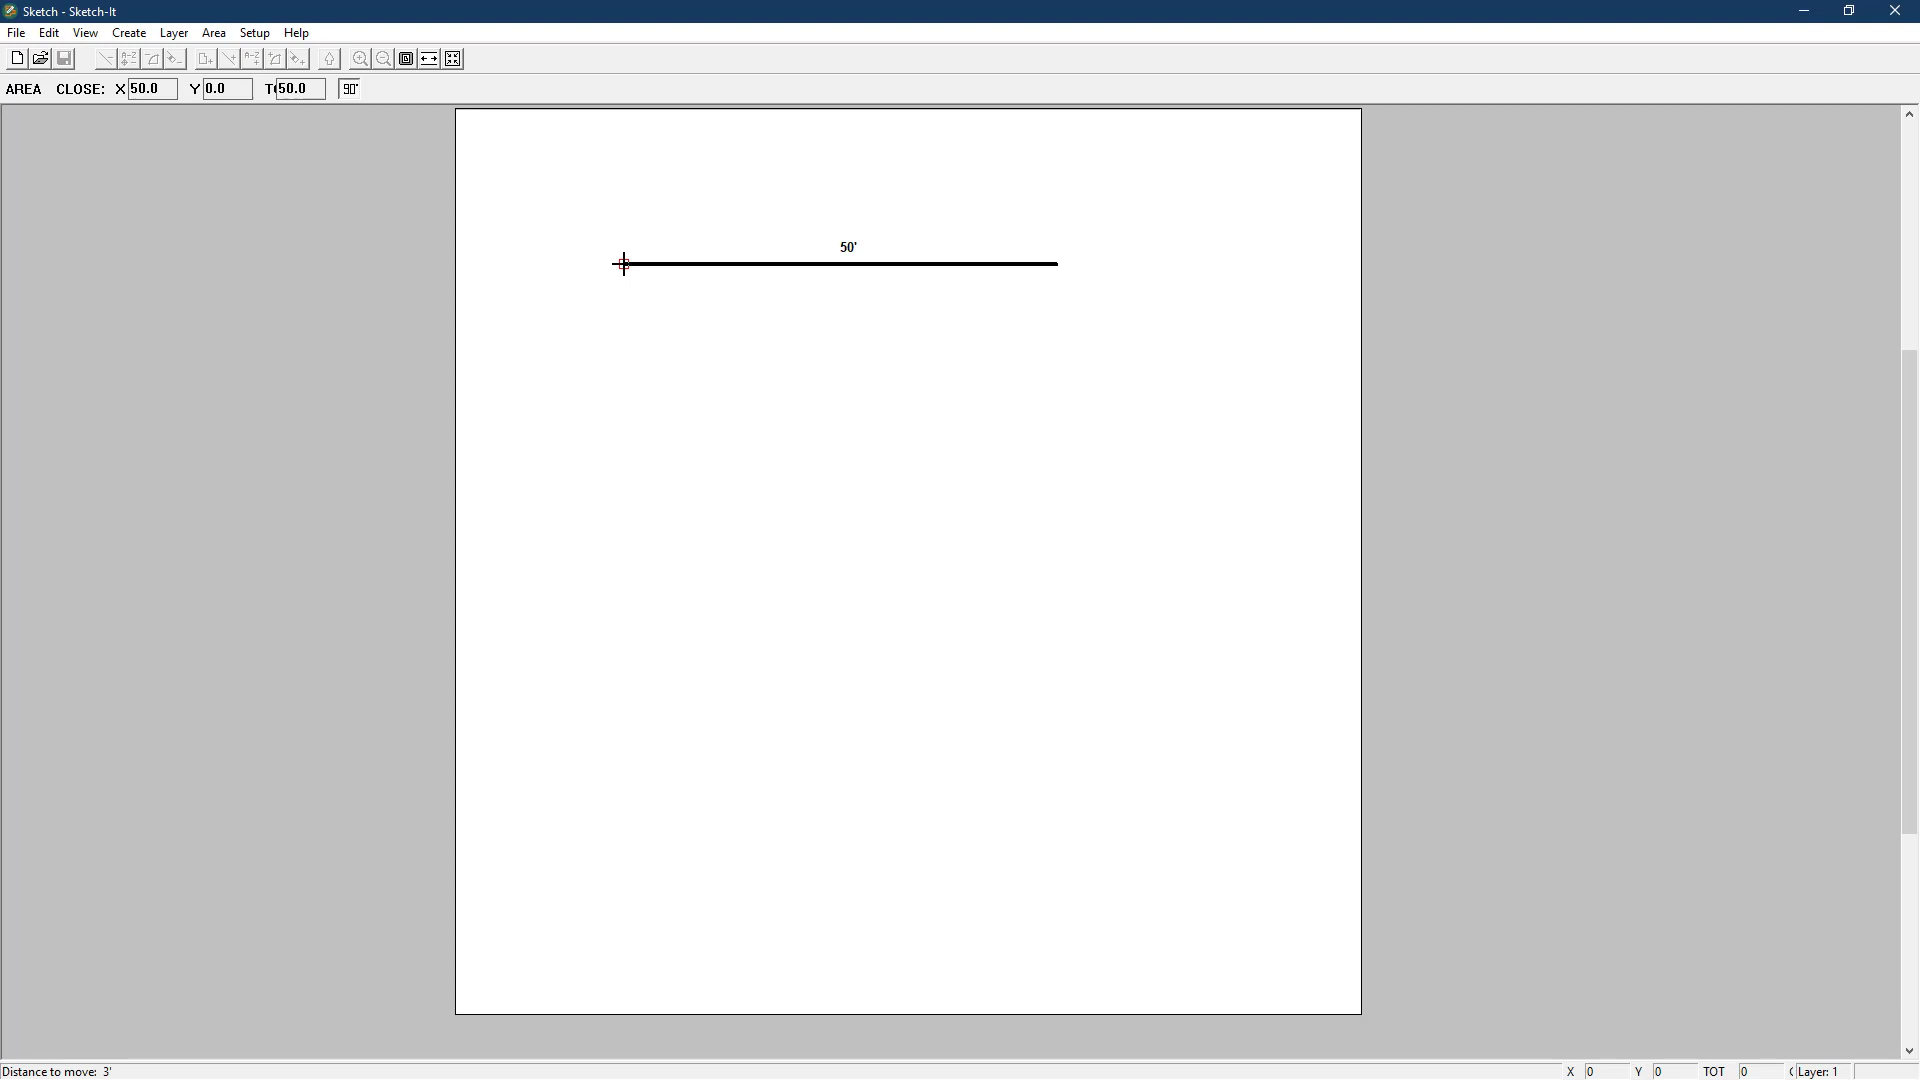 Sketch - Sketch-It
File Edit View Create Layer Area Setup Help
AREA CLOSE: X 50.0 Y 0.0 T 50.0 90°
50'
Distance to move: 3' X 0 Y 0 TOT 0 ( Layer: 1